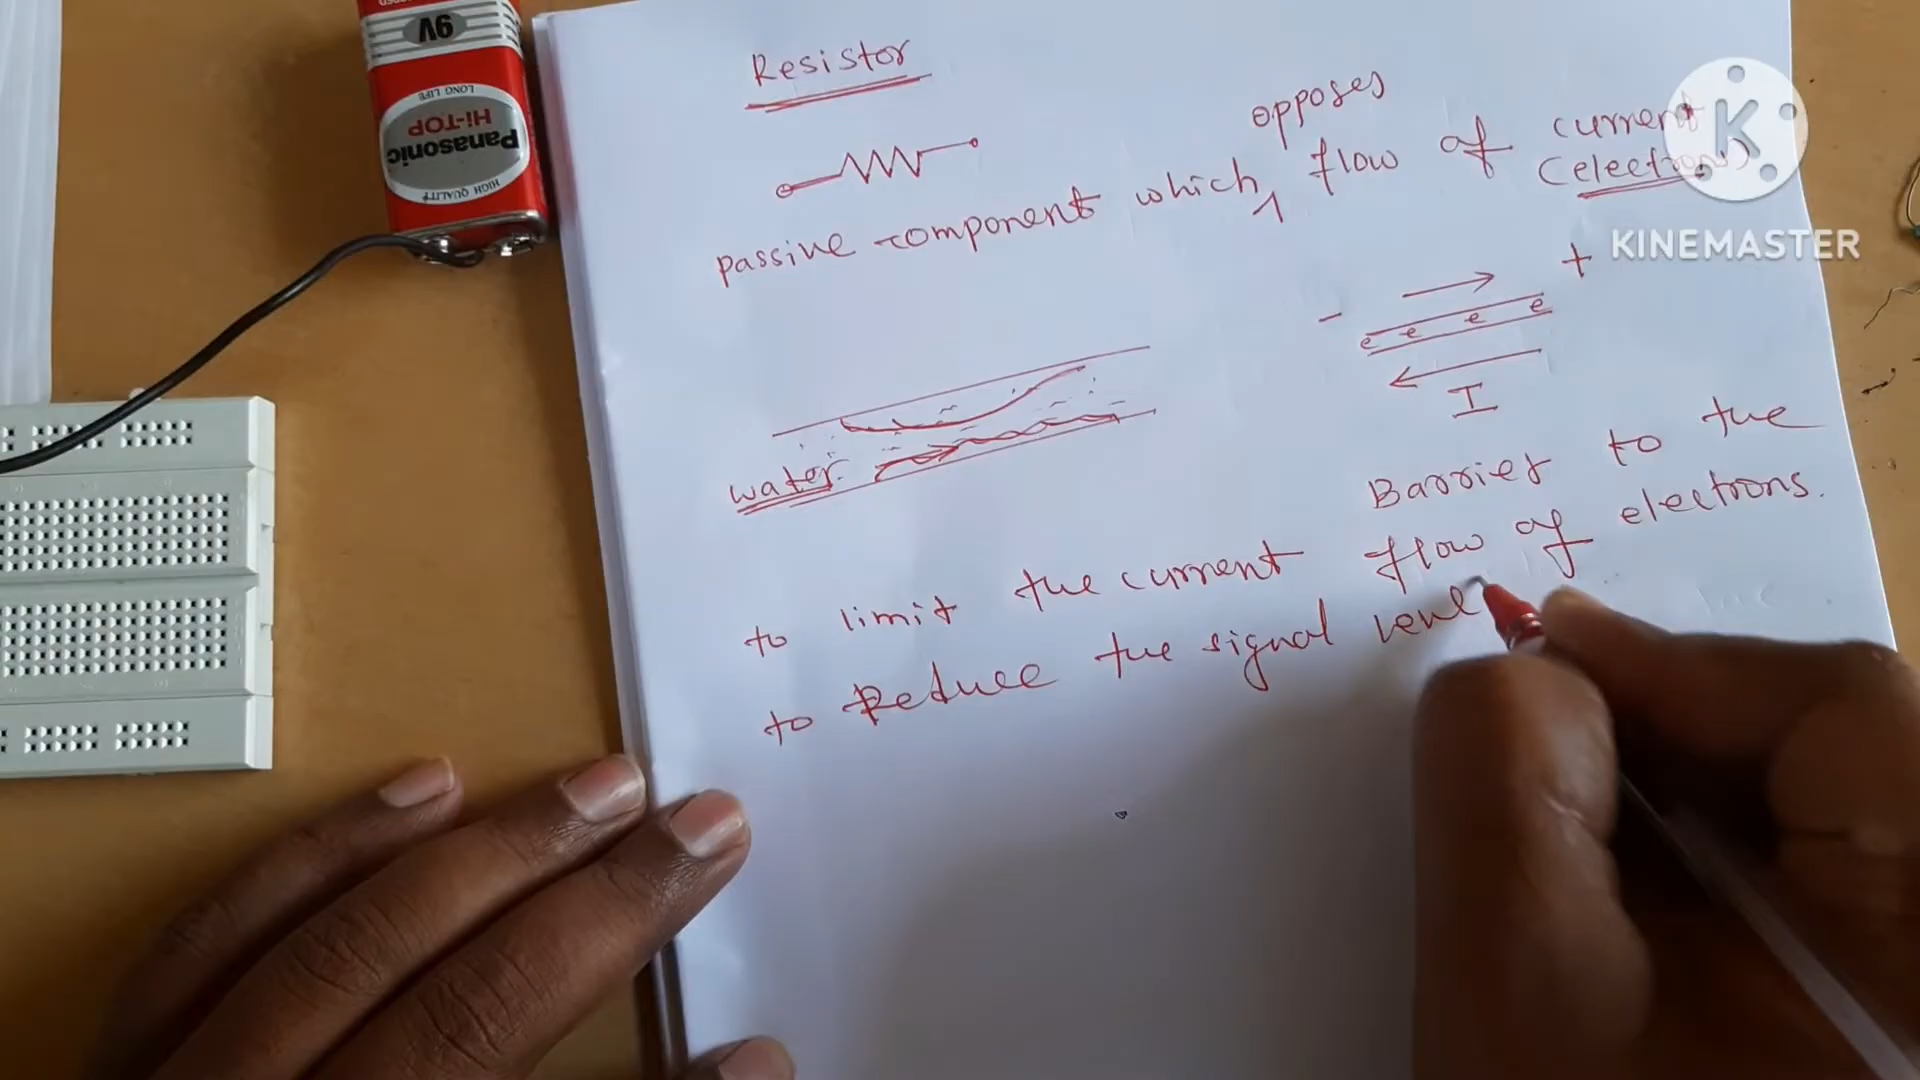 9V
LONG LIFE
Hi-TOP
Panasonic
HIGH QUALITY
Resistor
opposes
passive component which flow of current
(electrons)
K
KINEMASTER
- +
e e e e
I
water.
Barrier to the
flow of electrons.
to limit the current
to Reduce the signal level